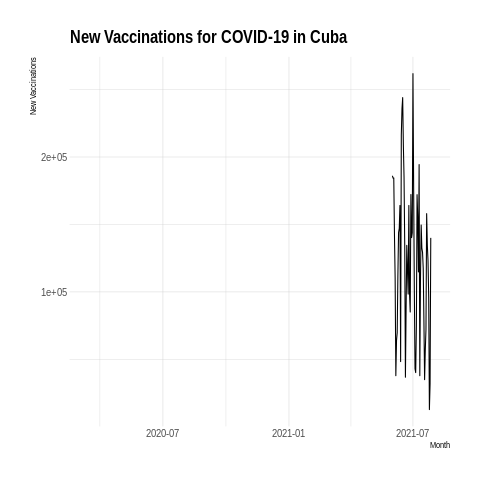 New Vaccinations for COVID-19 in Cuba
New Vaccinations
2e+05
1e+05
2020-07
2021-01
2021-07
Month